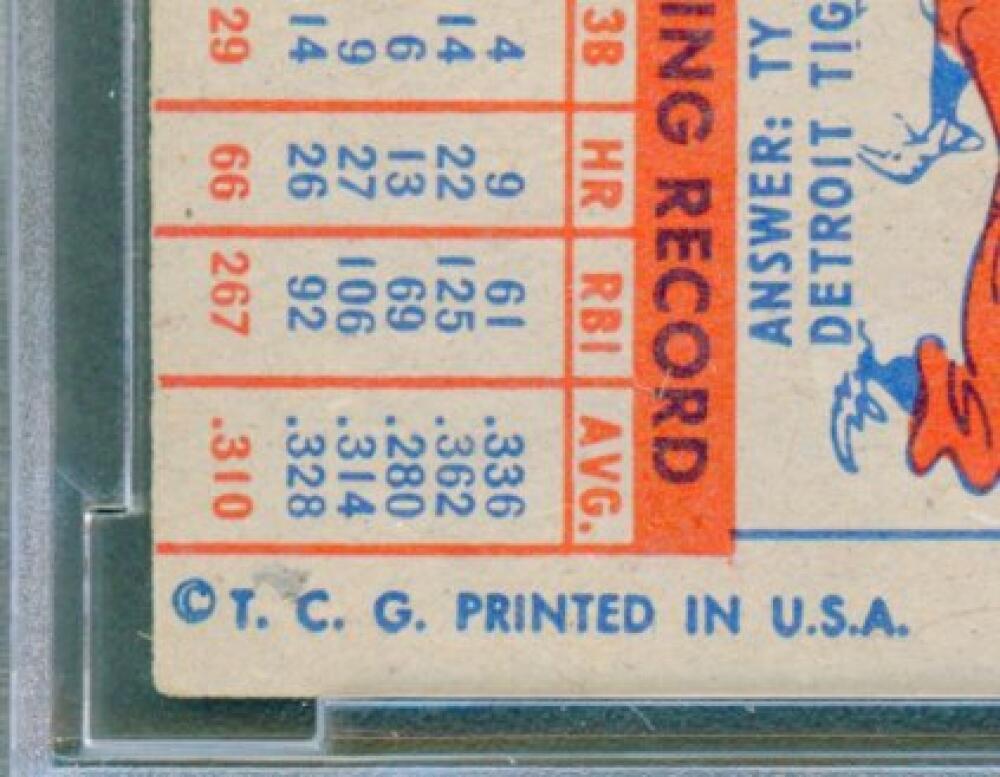 ANSWER: TY
DETROIT TIG
ING RECORD
3B HR RBI AVG.
4 9 61 .336
14 22 125 .362
6 13 69 .280
9 27 106 .314
14 26 92 .328
29 66 267 .310
© T. C. G. PRINTED IN U.S.A.